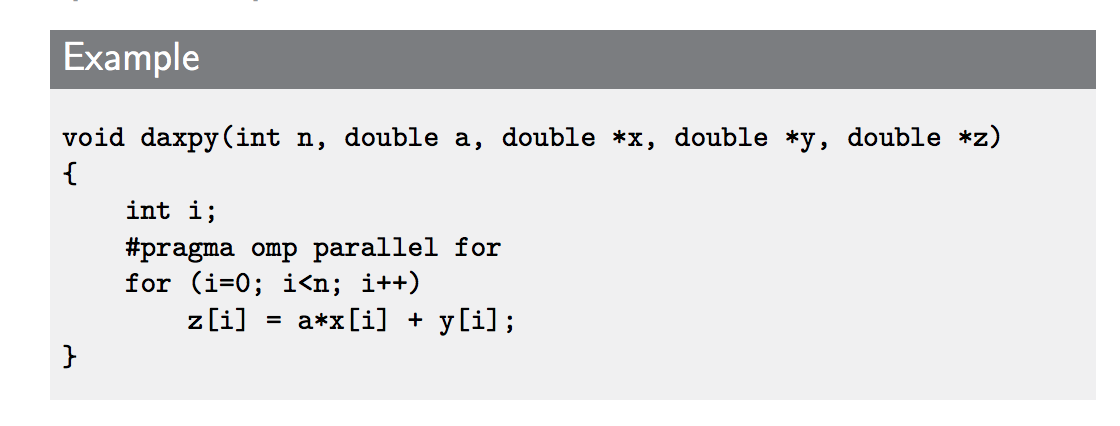 Example
void daxpy(int n, double a, double *x, double *y, double *z)
{
    int i;
    #pragma omp parallel for
    for (i=0; i<n; i++)
        z[i] = a*x[i] + y[i];
}